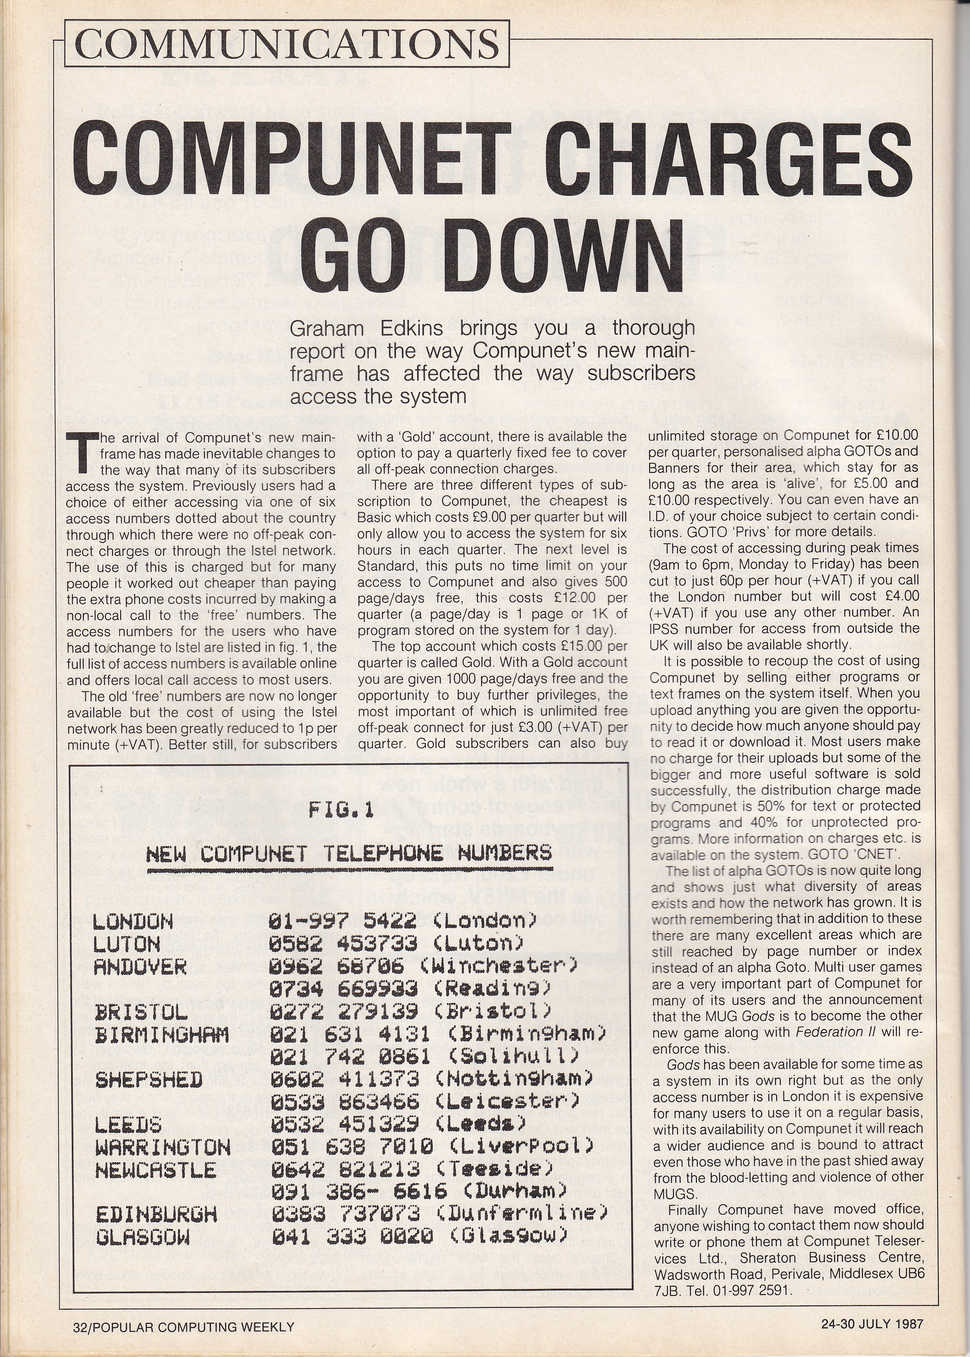 COMMUNICATIONS
COMPUNET CHARGES
GO DOWN
Graham Edkins brings you a thorough
report on the way Compunet's new main-
frame has affected the way subscribers
access the system
The arrival of Compunet's new main-
frame has made inevitable changes to
the way that many of its subscribers
access the system. Previously users had a
choice of either accessing via one of six
access numbers dotted about the country
through which there were no off-peak con-
nect charges or through the Istel network.
The use of this is charged but for many
people it worked out cheaper than paying
the extra phone costs incurred by making a
non-local call to the 'free' numbers. The
access numbers for the users who have
had to change to Istel are listed in fig. 1, the
full list of access numbers is available online
and offers local call access to most users.
The old 'free' numbers are now no longer
available but the cost of using the Istel
network has been greatly reduced to 1p per
minute (+VAT). Better still, for subscribers
with a 'Gold' account, there is available the
option to pay a quarterly fixed fee to cover
all off-peak connection charges.
There are three different types of sub-
scription to Compunet, the cheapest is
Basic which costs £9.00 per quarter but will
only allow you to access the system for six
hours in each quarter. The next level is
Standard, this puts no time limit on your
access to Compunet and also gives 500
page/days free, this costs £12.00 per
quarter (a page/day is 1 page or 1K of
program stored on the system for 1 day).
The top account which costs £15.00 per
quarter is called Gold. With a Gold account
you are given 1000 page/days free and the
opportunity to buy further privileges, the
most important of which is unlimited free
off-peak connect for just £3.00 (+VAT) per
quarter. Gold subscribers can also buy
unlimited storage on Compunet for £10.00
per quarter, personalised alpha GOTOs and
Banners for their area, which stay for as
long as the area is 'alive', for £5.00 and
£10.00 respectively. You can even have an
I.D. of your choice subject to certain condi-
tions. GOTO 'Privs' for more details.
The cost of accessing during peak times
(9am to 6pm, Monday to Friday) has been
cut to just 60p per hour (+VAT) if you call
the London number but will cost £4.00
(+VAT) if you use any other number. An
IPSS number for access from outside the
UK will also be available shortly.
It is possible to recoup the cost of using
Compunet by selling either programs or
text frames on the system itself. When you
upload anything you are given the opportu-
nity to decide how much anyone should pay
to read it or download it. Most users make
no charge for their uploads but some of the
bigger and more useful software is sold
successfully, the distribution charge made
by Compunet is 50% for text or protected
programs and 40% for unprotected pro-
grams. More information on charges etc. is
available on the system. GOTO 'CNET'.
The list of alpha GOTOs is now quite long
and shows just what diversity of areas
exists and how the network has grown. It is
worth remembering that in addition to these
there are many excellent areas which are
still reached by page number or index
instead of an alpha Goto. Multi user games
are a very important part of Compunet for
many of its users and the announcement
that the MUG Gods is to become the other
new game along with Federation II will re-
enforce this.
Gods has been available for some time as
a system in its own right but as the only
access number is in London it is expensive
for many users to use it on a regular basis,
with its availability on Compunet it will reach
a wider audience and is bound to attract
even those who have in the past shied away
from the blood-letting and violence of other
MUGS.
Finally Compunet have moved office,
anyone wishing to contact them now should
write or phone them at Compunet Teleser-
vices Ltd., Sheraton Business Centre,
Wadsworth Road, Perivale, Middlesex UB6
7JB. Tel. 01-997 2591.
FIG.1
NEW COMPUNET TELEPHONE NUMBERS
LONDON 01-997 5422 (London)
LUTON 0582 453733 (Luton)
ANDOVER 0962 68706 (Winchester)
0734 669933 (Reading)
BRISTOL 0272 279139 (Bristol)
BIRMINGHAM 021 631 4131 (Birmingham)
021 742 0861 (Solihull)
SHEPSHED 0602 411373 (Nottingham)
0533 863466 (Leicester)
LEEDS 0532 451329 (Leeds)
WARRINGTON 051 638 7010 (LiverPool)
NEWCASTLE 0642 821213 (Teeside)
091 386- 6616 (Durham)
EDINBURGH 0383 737073 (Dunfermline)
GLASGOW 041 333 0020 (Glasgow)
32/POPULAR COMPUTING WEEKLY
24-30 JULY 1987